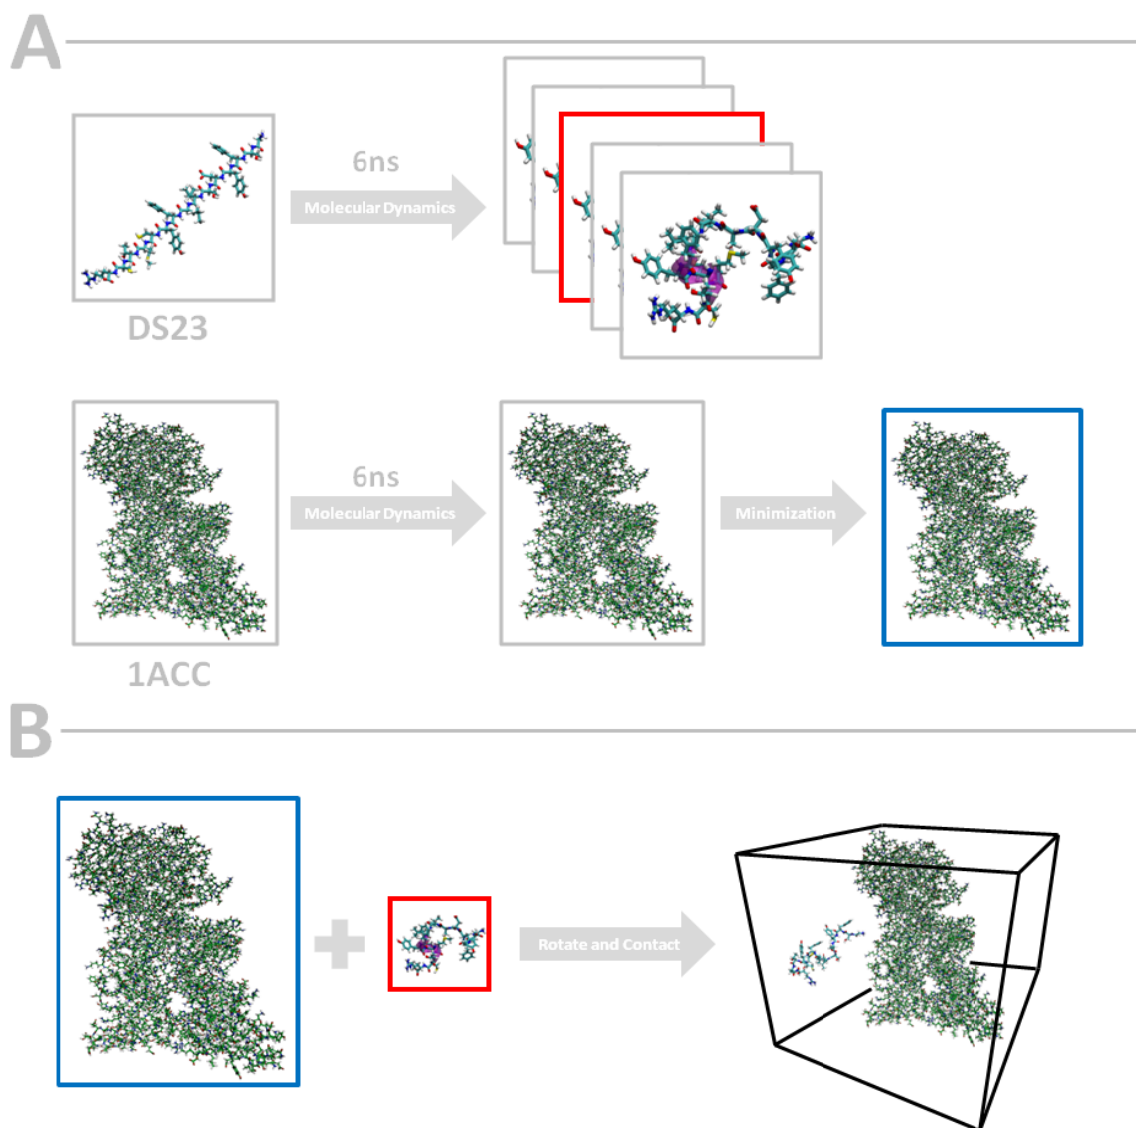 A
6ns
Molecular Dynamics
DS23
6ns
Molecular Dynamics
Minimization
1ACC
B
Rotate and Contact